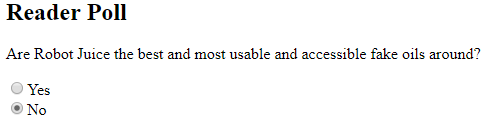 Reader Poll
Are Robot Juice the best and most usable and accessible fake oils around?
Yes
No